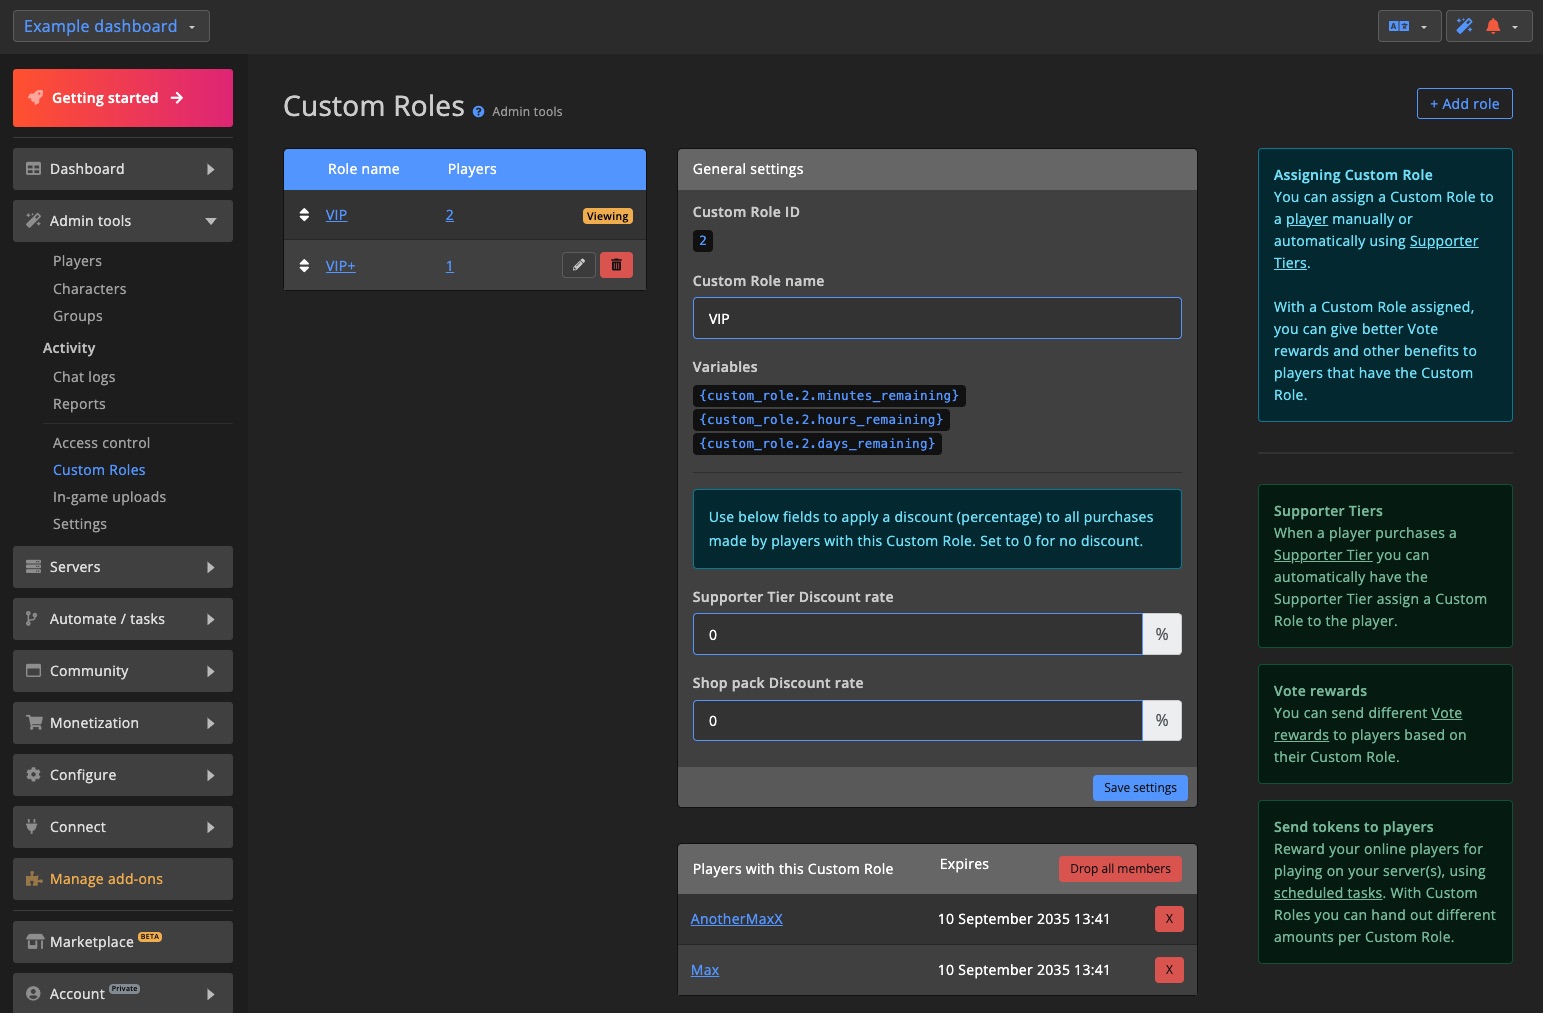 Example dashboard
Getting started
Dashboard
Admin tools
Players
Characters
Groups
Activity
Chat logs
Reports
Access control
Custom Roles
In-game uploads
Settings
Servers
Automate / tasks
Community
Monetization
Configure
Connect
Manage add-ons
Marketplace BETA
Account Private
Custom Roles ? Admin tools
+ Add role
Role name Players
VIP 2 Viewing
VIP+ 1
General settings
Custom Role ID
2
Custom Role name
VIP
Variables
{custom_role.2.minutes_remaining}
{custom_role.2.hours_remaining}
{custom_role.2.days_remaining}
Use below fields to apply a discount (percentage) to all purchases
made by players with this Custom Role. Set to 0 for no discount.
Supporter Tier Discount rate
0 %
Shop pack Discount rate
0 %
Save settings
Players with this Custom Role Expires Drop all members
AnotherMaxX 10 September 2035 13:41 X
Max 10 September 2035 13:41 X
Assigning Custom Role
You can assign a Custom Role to
a player manually or
automatically using Supporter
Tiers.
With a Custom Role assigned,
you can give better Vote
rewards and other benefits to
players that have the Custom
Role.
Supporter Tiers
When a player purchases a
Supporter Tier you can
automatically have the
Supporter Tier assign a Custom
Role to the player.
Vote rewards
You can send different Vote
rewards to players based on
their Custom Role.
Send tokens to players
Reward your online players for
playing on your server(s), using
scheduled tasks. With Custom
Roles you can hand out different
amounts per Custom Role.